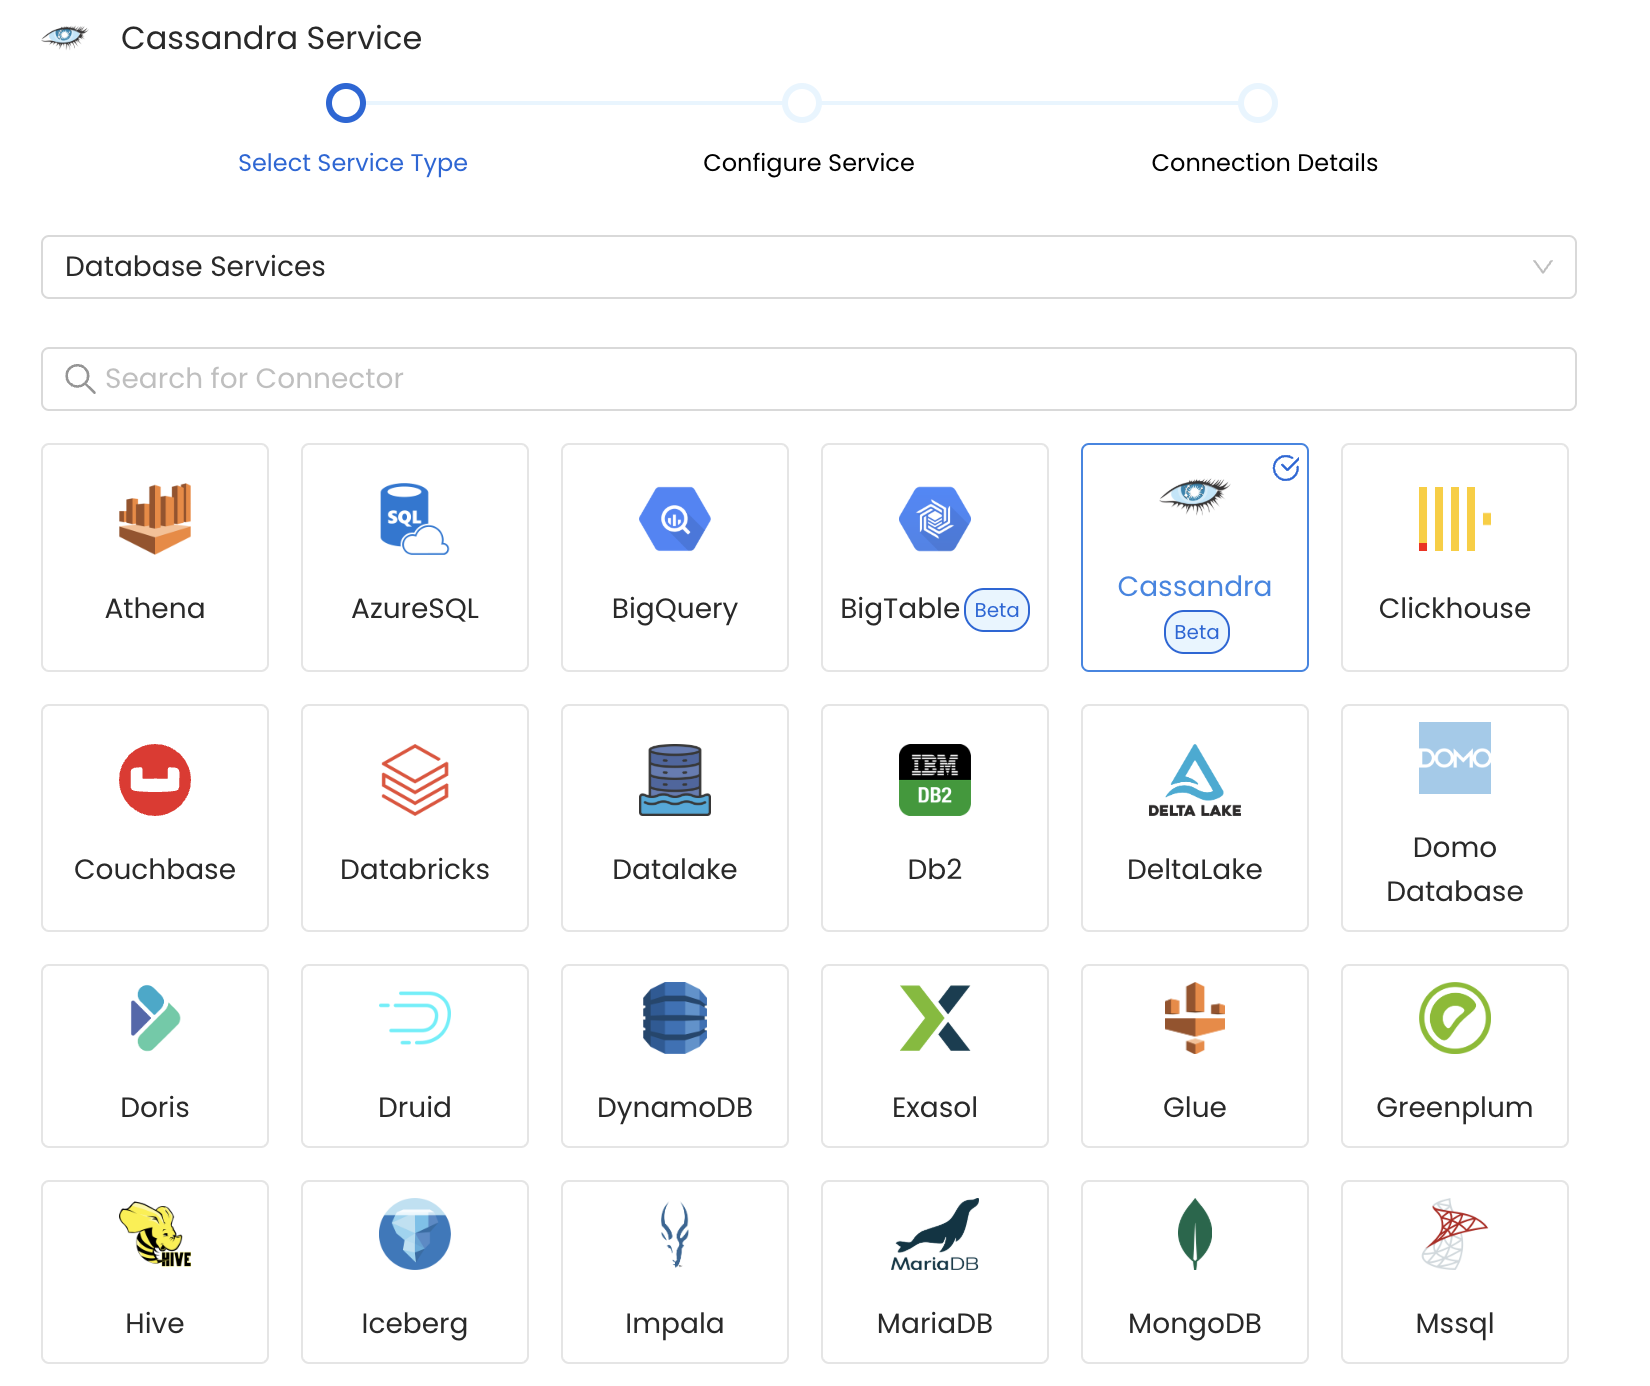 Cassandra Service
Select Service Type
Configure Service
Connection Details
Database Services
Search for Connector
Athena
SQL
AzureSQL
BigQuery
BigTable Beta
Cassandra
Beta
Clickhouse
Couchbase
Databricks
Datalake
IBM
DB2
Db2
DELTA LAKE
DeltaLake
DOMO
Domo
Database
Doris
Druid
DynamoDB
Exasol
Glue
Greenplum
HIVE
Hive
Iceberg
Impala
MariaDB
MariaDB
MongoDB
Mssql